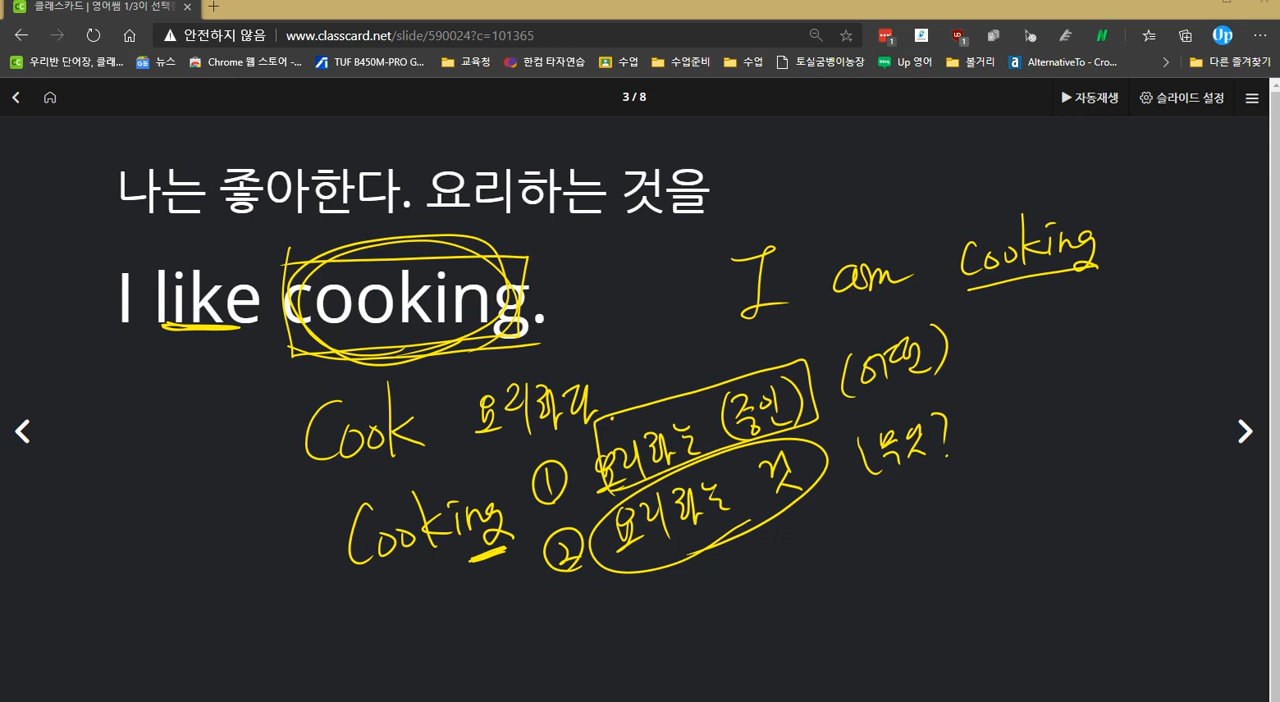 클래스카드 | 영어쌤 1/3이 선택한
안전하지 않음 www.classcard.net/slide/590024?c=101365
우리반 단어장, 클래... 뉴스 Chrome 웹 스토어 -... TUF B450M-PRO G... 교육청 한컴 타자연습 수업 수업준비 수업 토실굼벵이농장 Up 영어 볼거리 AlternativeTo - Cro... 다른 즐겨찾기
3 / 8 자동재생 슬라이드 설정
나는 좋아한다. 요리하는 것을
I like cooking.
I am cooking
Cook 요리하다
Cooking
① 요리하는 (중인) (어떤)
② 요리하는 것 (무엇?